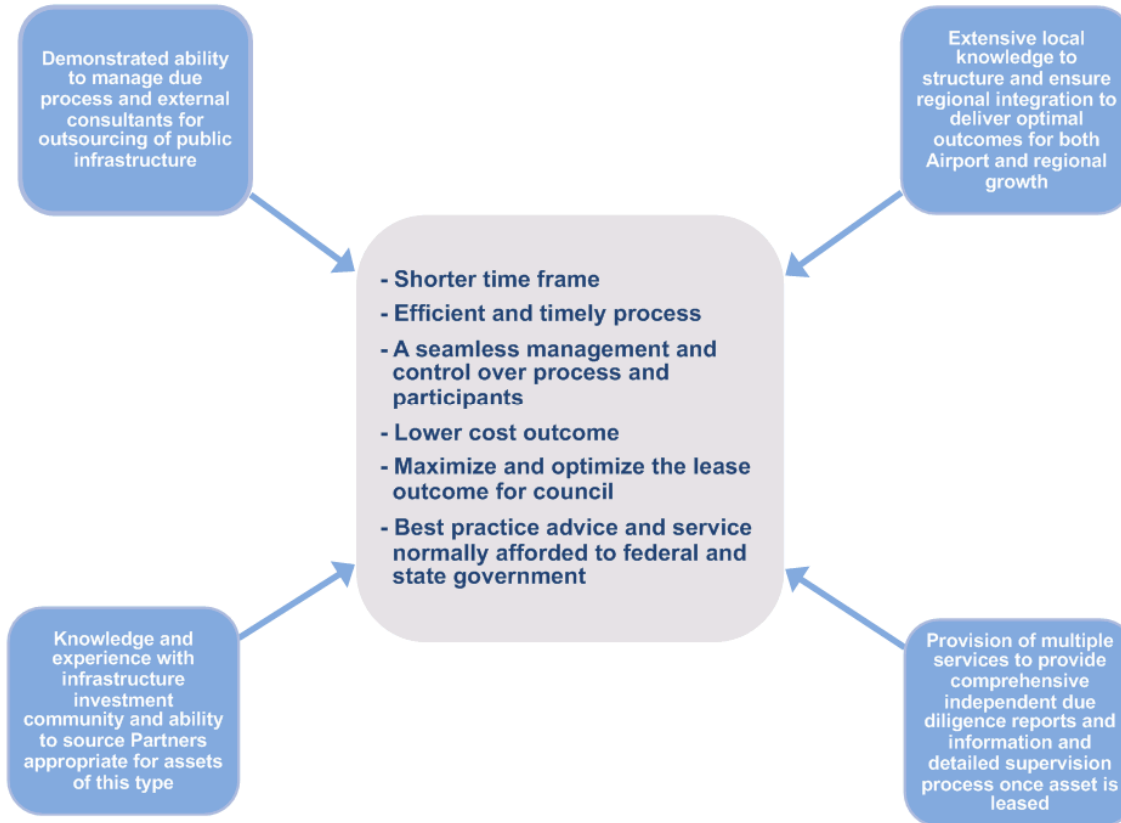 Demonstrated ability
to manage due
process and external
consultants for
outsourcing of public
infrastructure
Extensive local
knowledge to
structure and ensure
regional integration to
deliver optimal
outcomes for both
Airport and regional
growth
- Shorter time frame
- Efficient and timely process
- A seamless management and
control over process and
participants
- Lower cost outcome
- Maximize and optimize the lease
outcome for council
- Best practice advice and service
normally afforded to federal and
state government
Knowledge and
experience with
infrastructure
investment
community and ability
to source Partners
appropriate for assets
of this type
Provision of multiple
services to provide
comprehensive
independent due
diligence reports and
information and
detailed supervision
process once asset is
leased